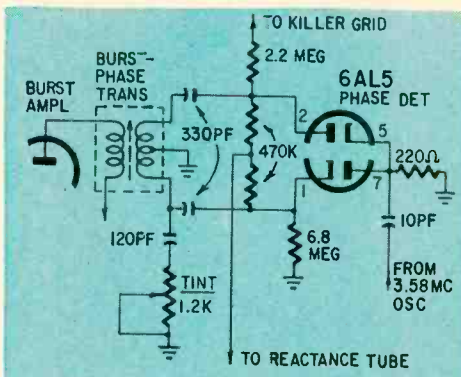 TO KILLER GRID
2.2 MEG
BURST
AMPL
BURST-
PHASE
TRANS
330PF
470K
6AL5
PHASE DET
2
5
1
7
220Ω
10PF
120PF
TINT
1.2K
6.8
MEG
FROM
3.58MC
OSC
TO REACTANCE TUBE